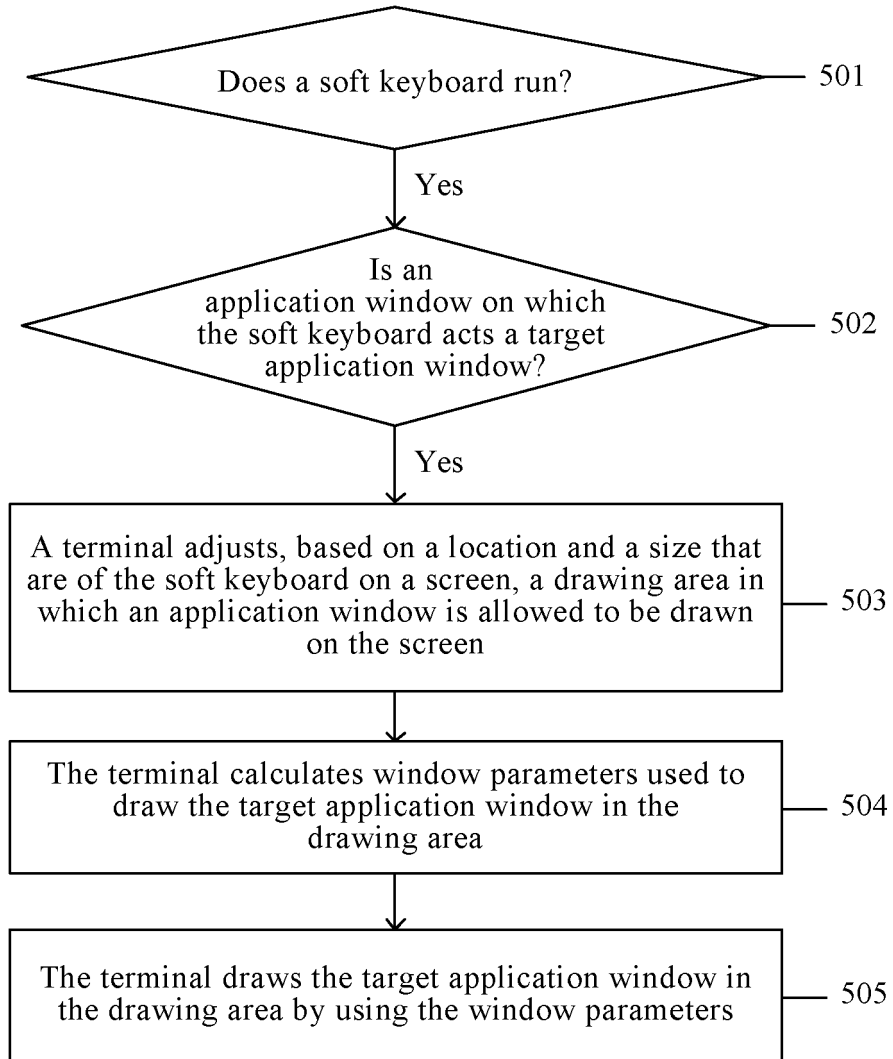 Does a soft keyboard run?
501
Yes
Is an
application window on which
the soft keyboard acts a target
application window?
502
Yes
A terminal adjusts, based on a location and a size that
are of the soft keyboard on a screen, a drawing area in
which an application window is allowed to be drawn
on the screen
503
The terminal calculates window parameters used to
draw the target application window in the
drawing area
504
The terminal draws the target application window in
the drawing area by using the window parameters
505